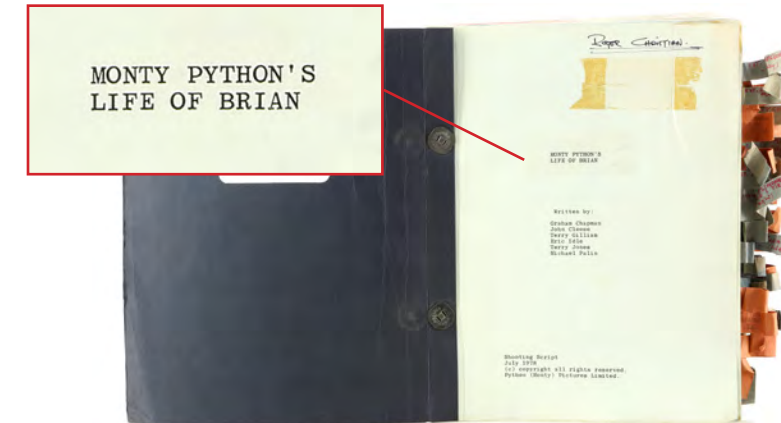 MONTY PYTHON'S
LIFE OF BRIAN
Roger Christian.
MONTY PYTHON'S
LIFE OF BRIAN
Written by:
Graham Chapman
John Cleese
Terry Gilliam
Eric Idle
Terry Jones
Michael Palin
Shooting Script
July 1978
(c) copyright all rights reserved.
Python (Monty) Pictures Limited.